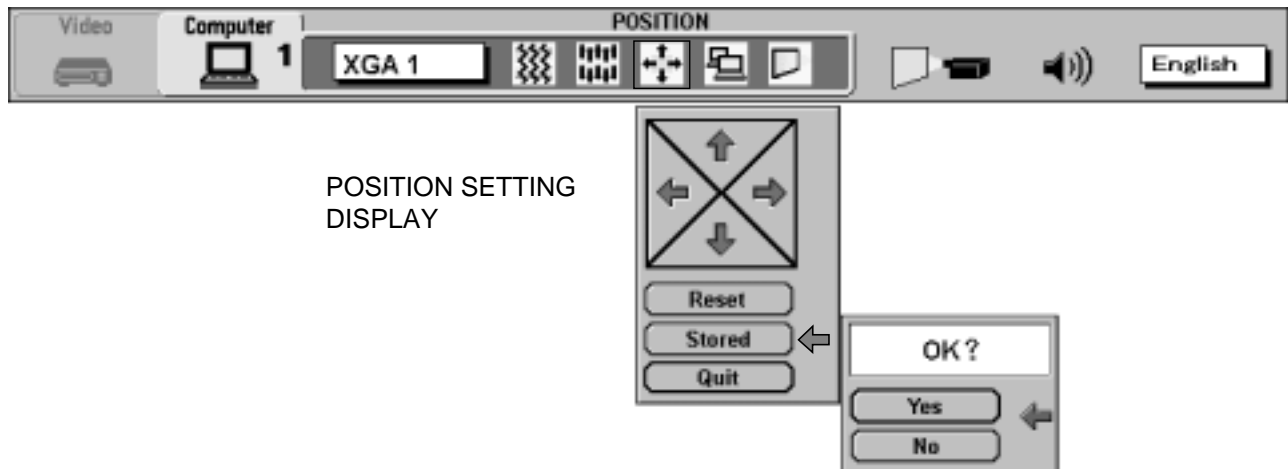 Video
Computer
1
POSITION
XGA 1
English
POSITION SETTING
DISPLAY
Reset
Stored
Quit
OK?
Yes
No